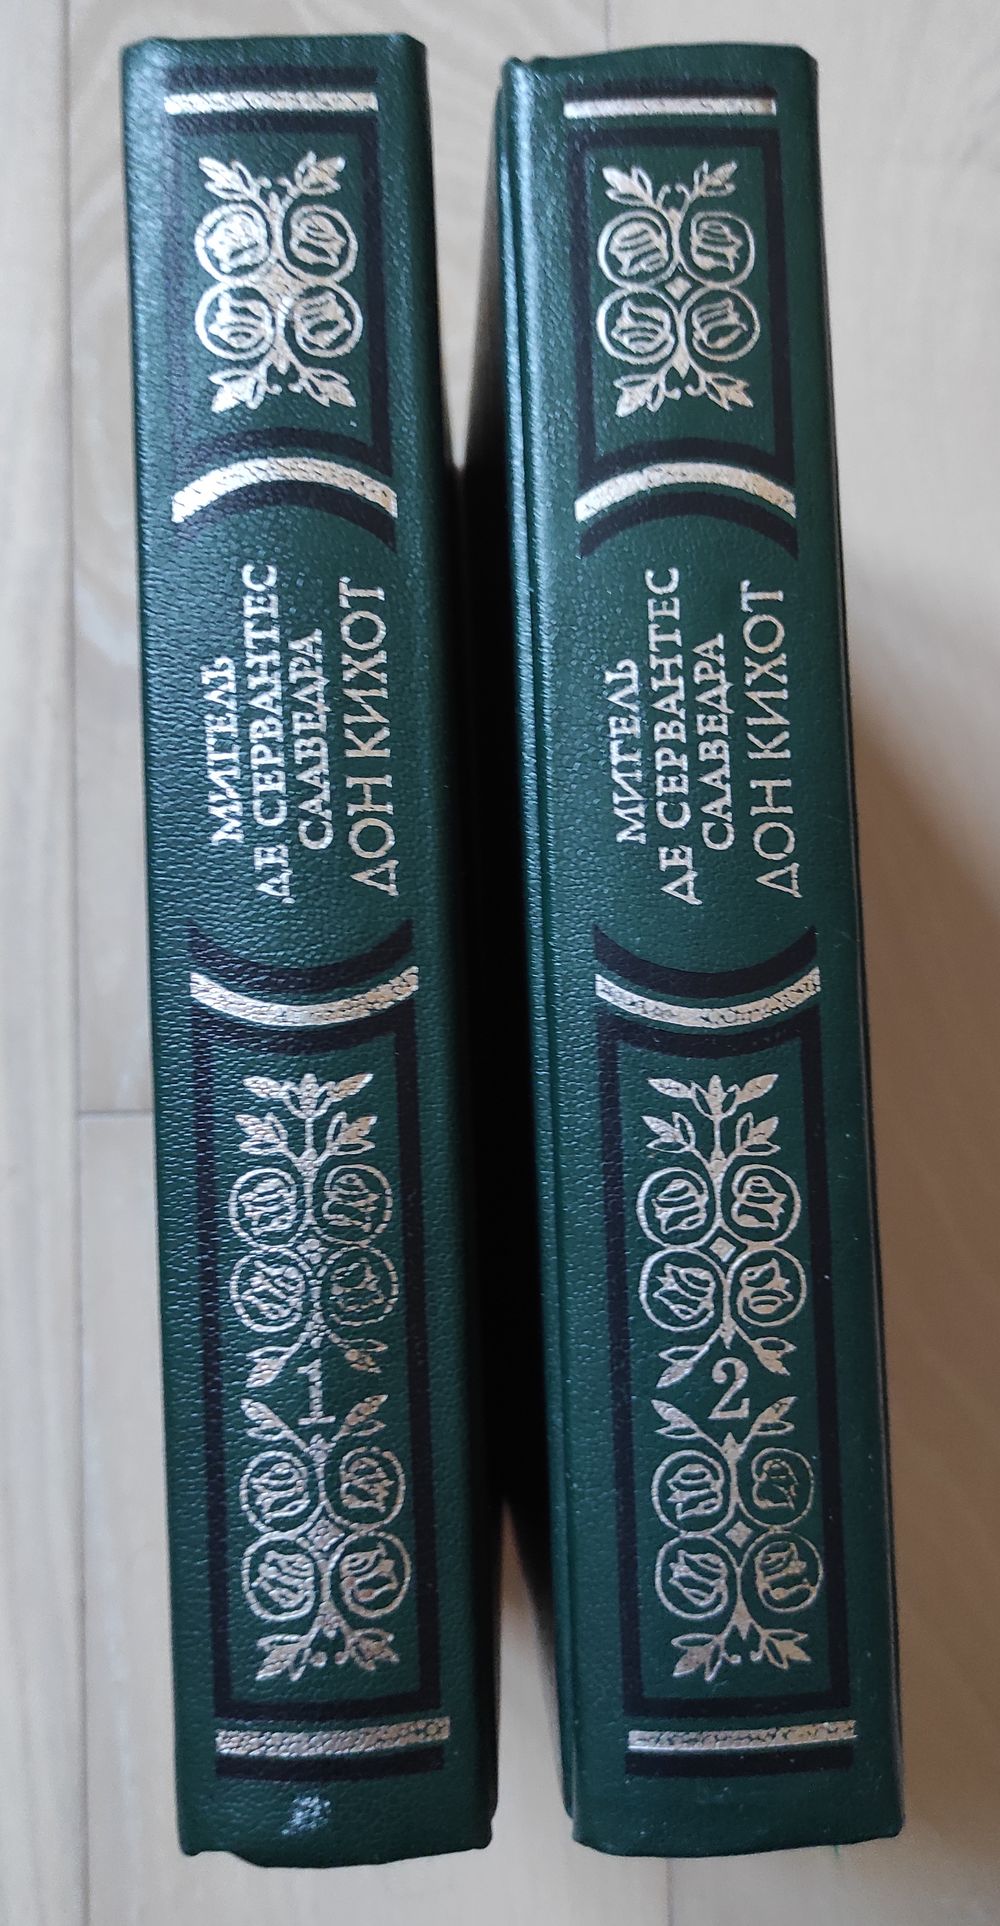 МИГЕЛЬ
ДЕ СЕРВАНТЕС
СААВЕДРА
ДОН КИХОТ
1
МИГЕЛЬ
ДЕ СЕРВАНТЕС
СААВЕДРА
ДОН КИХОТ
2